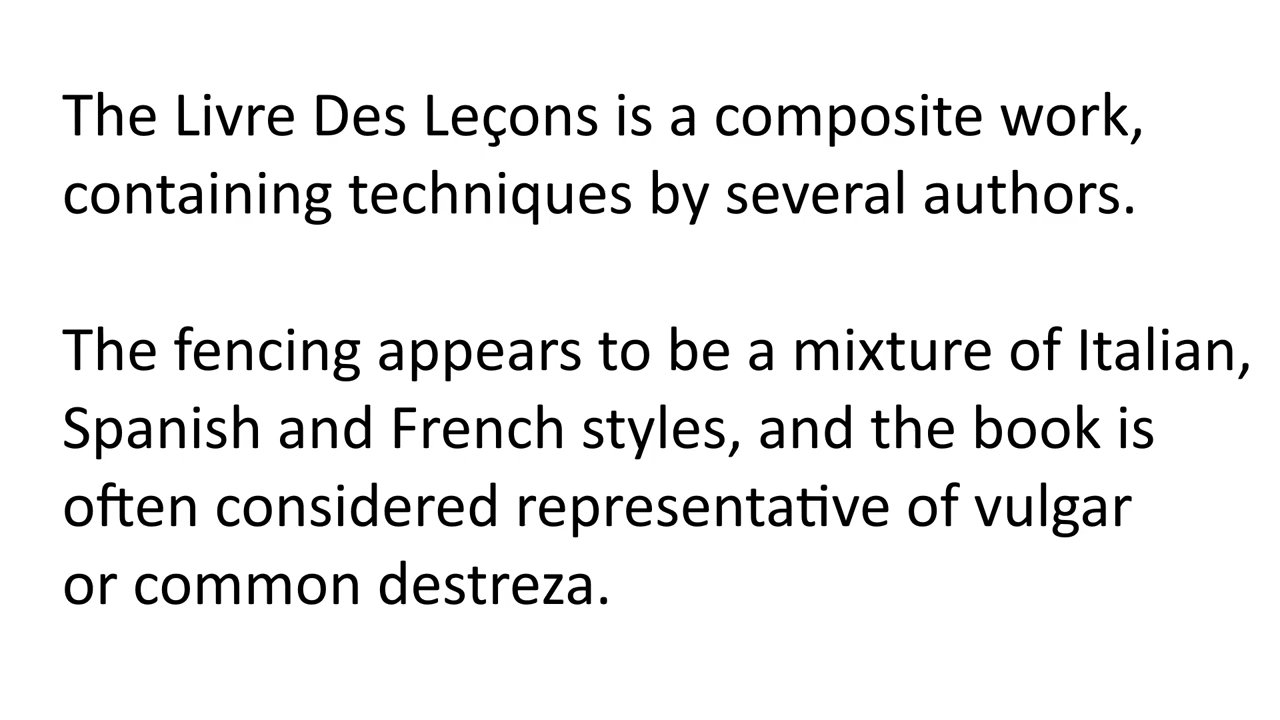 The Livre Des Leçons is a composite work,
containing techniques by several authors.
The fencing appears to be a mixture of Italian,
Spanish and French styles, and the book is
often considered representative of vulgar
or common destreza.